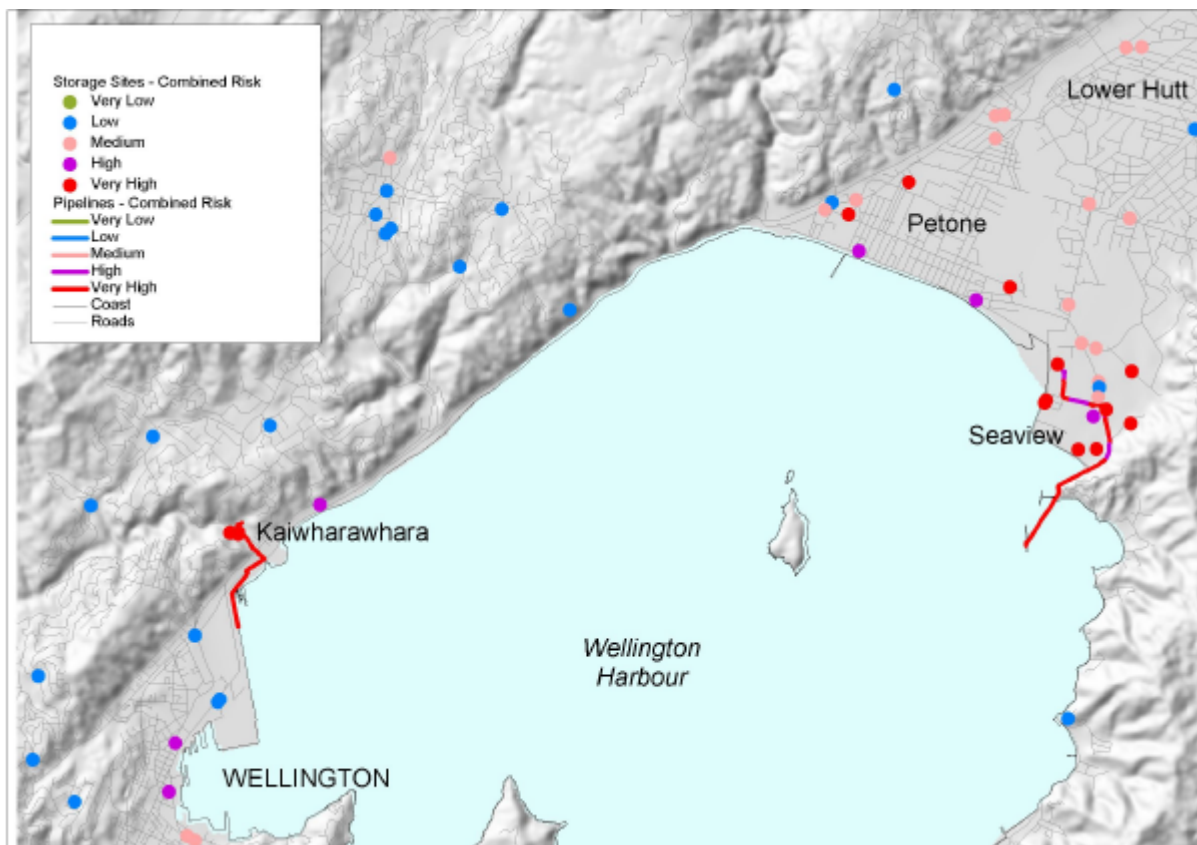 Storage Sites - Combined Risk
Very Low
Low
Medium
High
Very High
Pipelines - Combined Risk
Very Low
Low
Medium
High
Very High
Coast
Roads
Lower Hutt
Petone
Seaview
Kaiwharawhara
Wellington
Harbour
WELLINGTON